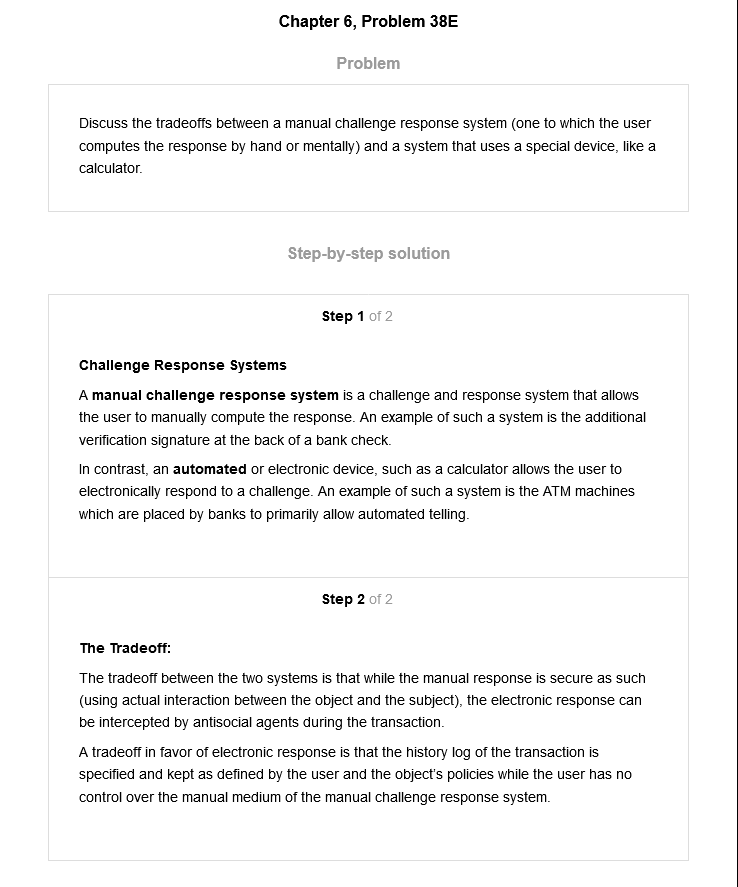 Chapter 6, Problem 38E
Problem
Discuss the tradeoffs between a manual challenge response system (one to which the user
computes the response by hand or mentally) and a system that uses a special device, like a
calculator.
Step-by-step solution
Step 1 of 2
Challenge Response Systems
A manual challenge response system is a challenge and response system that allows
the user to manually compute the response. An example of such a system is the additional
verification signature at the back of a bank check.
In contrast, an automated or electronic device, such as a calculator allows the user to
electronically respond to a challenge. An example of such a system is the ATM machines
which are placed by banks to primarily allow automated telling.
Step 2 of 2
The Tradeoff:
The tradeoff between the two systems is that while the manual response is secure as such
(using actual interaction between the object and the subject), the electronic response can
be intercepted by antisocial agents during the transaction.
A tradeoff in favor of electronic response is that the history log of the transaction is
specified and kept as defined by the user and the object's policies while the user has no
control over the manual medium of the manual challenge response system.